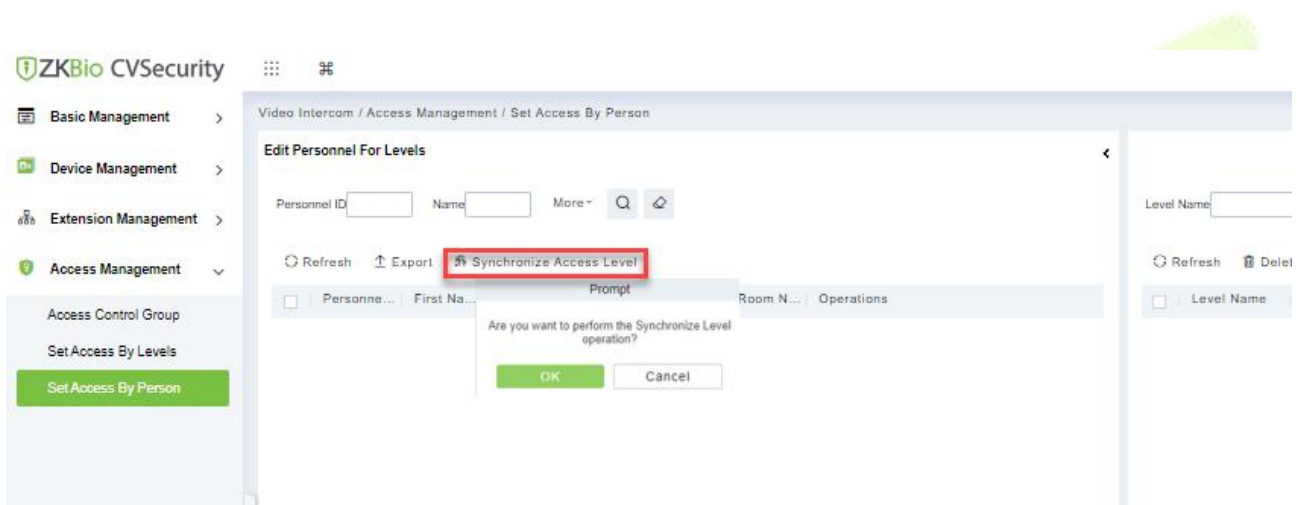 ZKBio CVSecurity
Basic Management
Device Management
Extension Management
Access Management
Access Control Group
Set Access By Levels
Set Access By Person
Video Intercom / Access Management / Set Access By Person
Edit Personnel For Levels
Personnel ID Name More
Refresh Export Synchronize Access Level
Personne... First Na... Room N... Operations
Prompt
Are you want to perform the Synchronize Level
operation?
OK Cancel
Level Name
Refresh Delet
Level Name